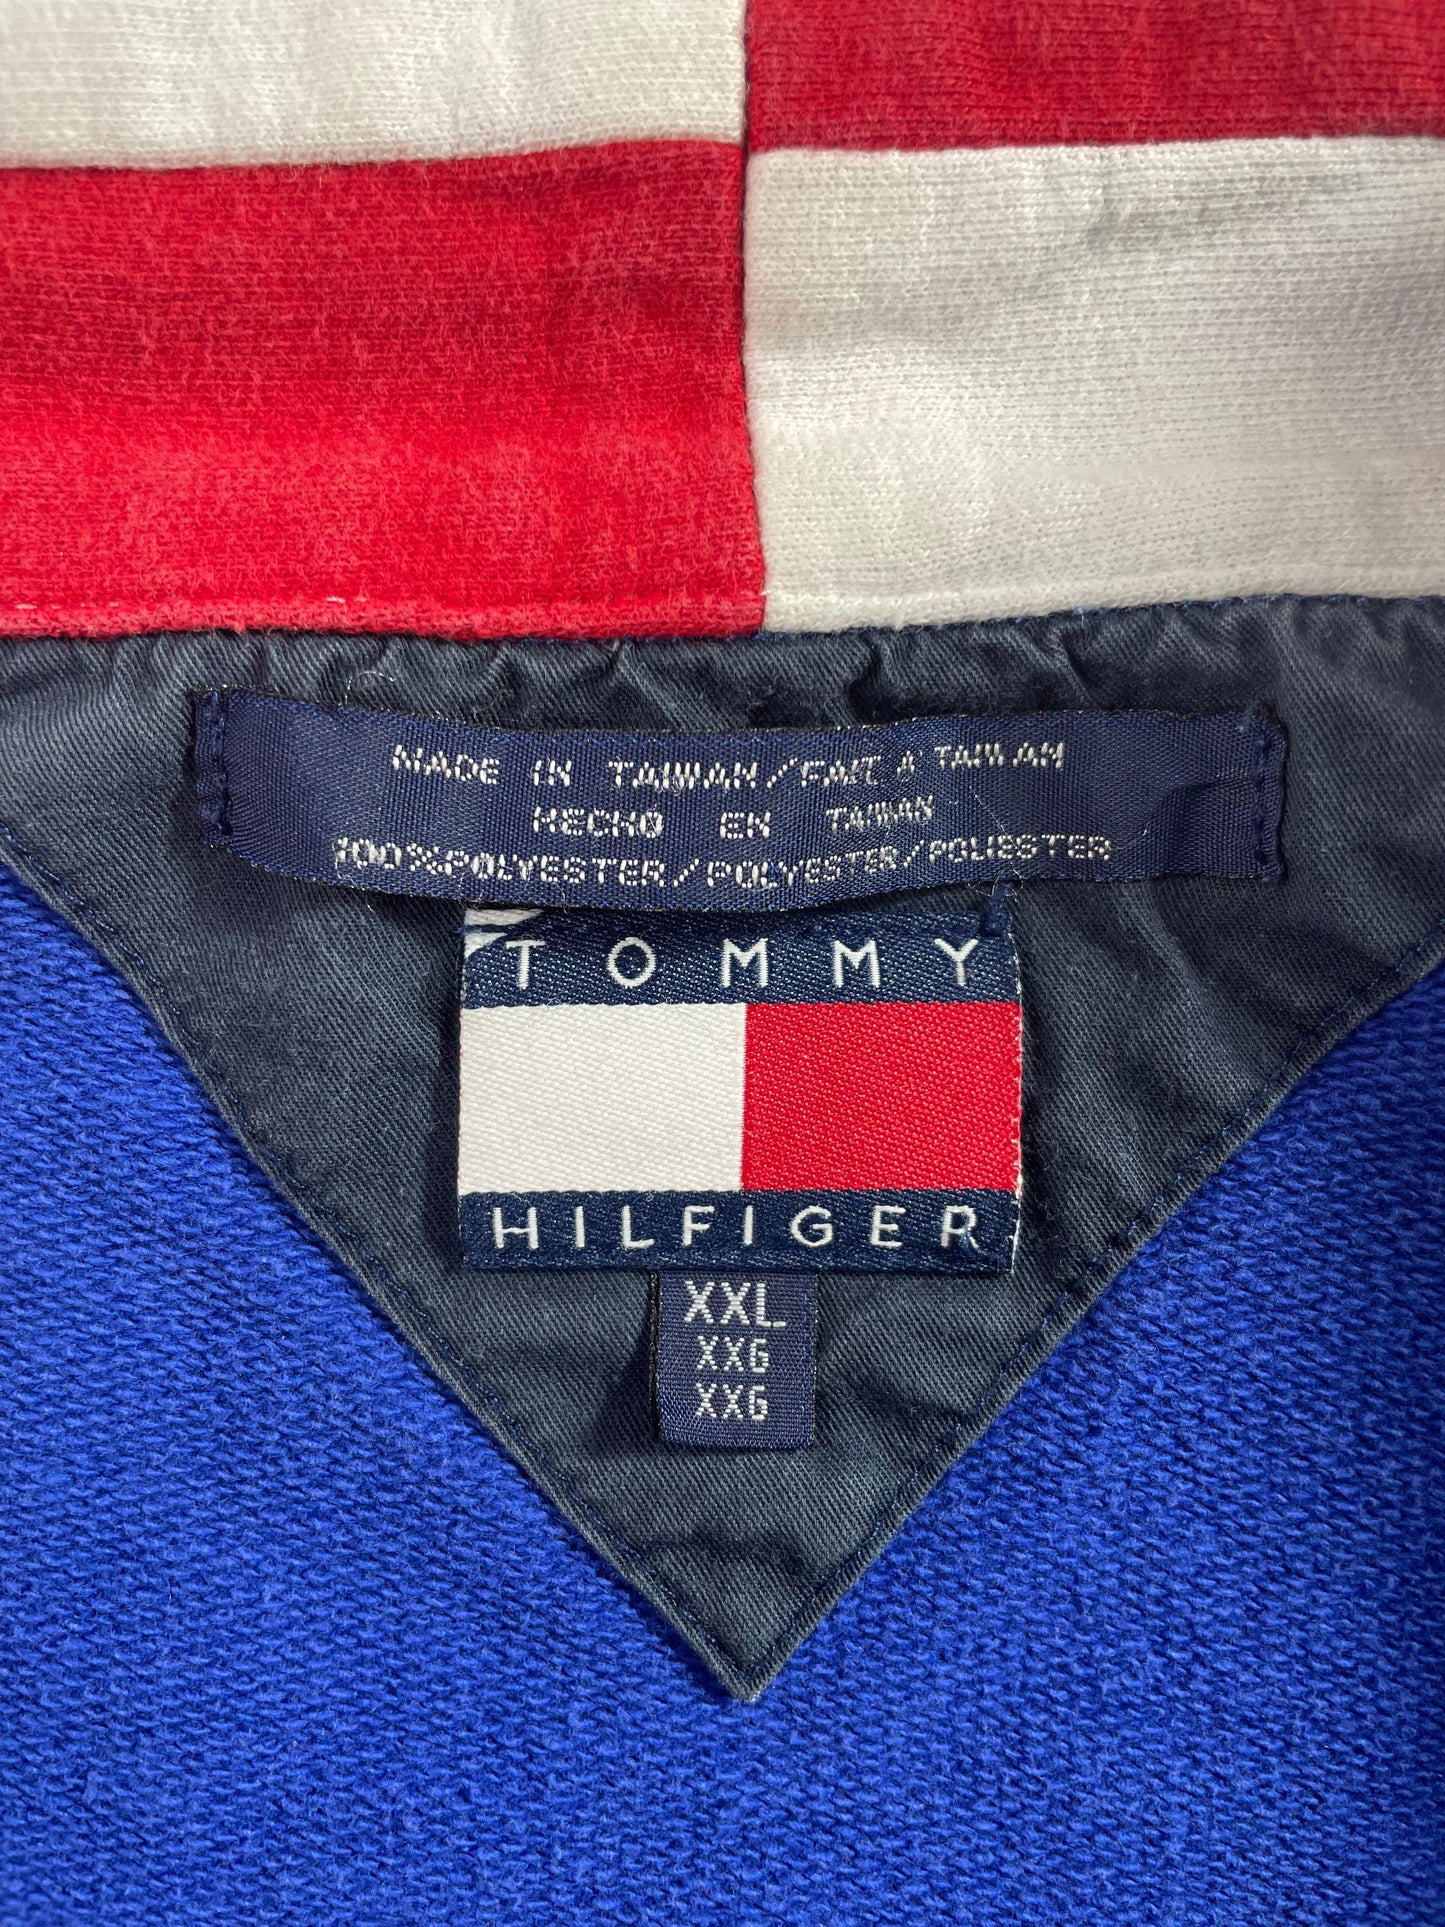 MADE IN TAIWAN/FAIT A TAIWAN
HECHO EN TAIWAN
100%POLYESTER/POLYESTER/POLIESTER
TOMMY
HILFIGER
XXL
XXG
XXG